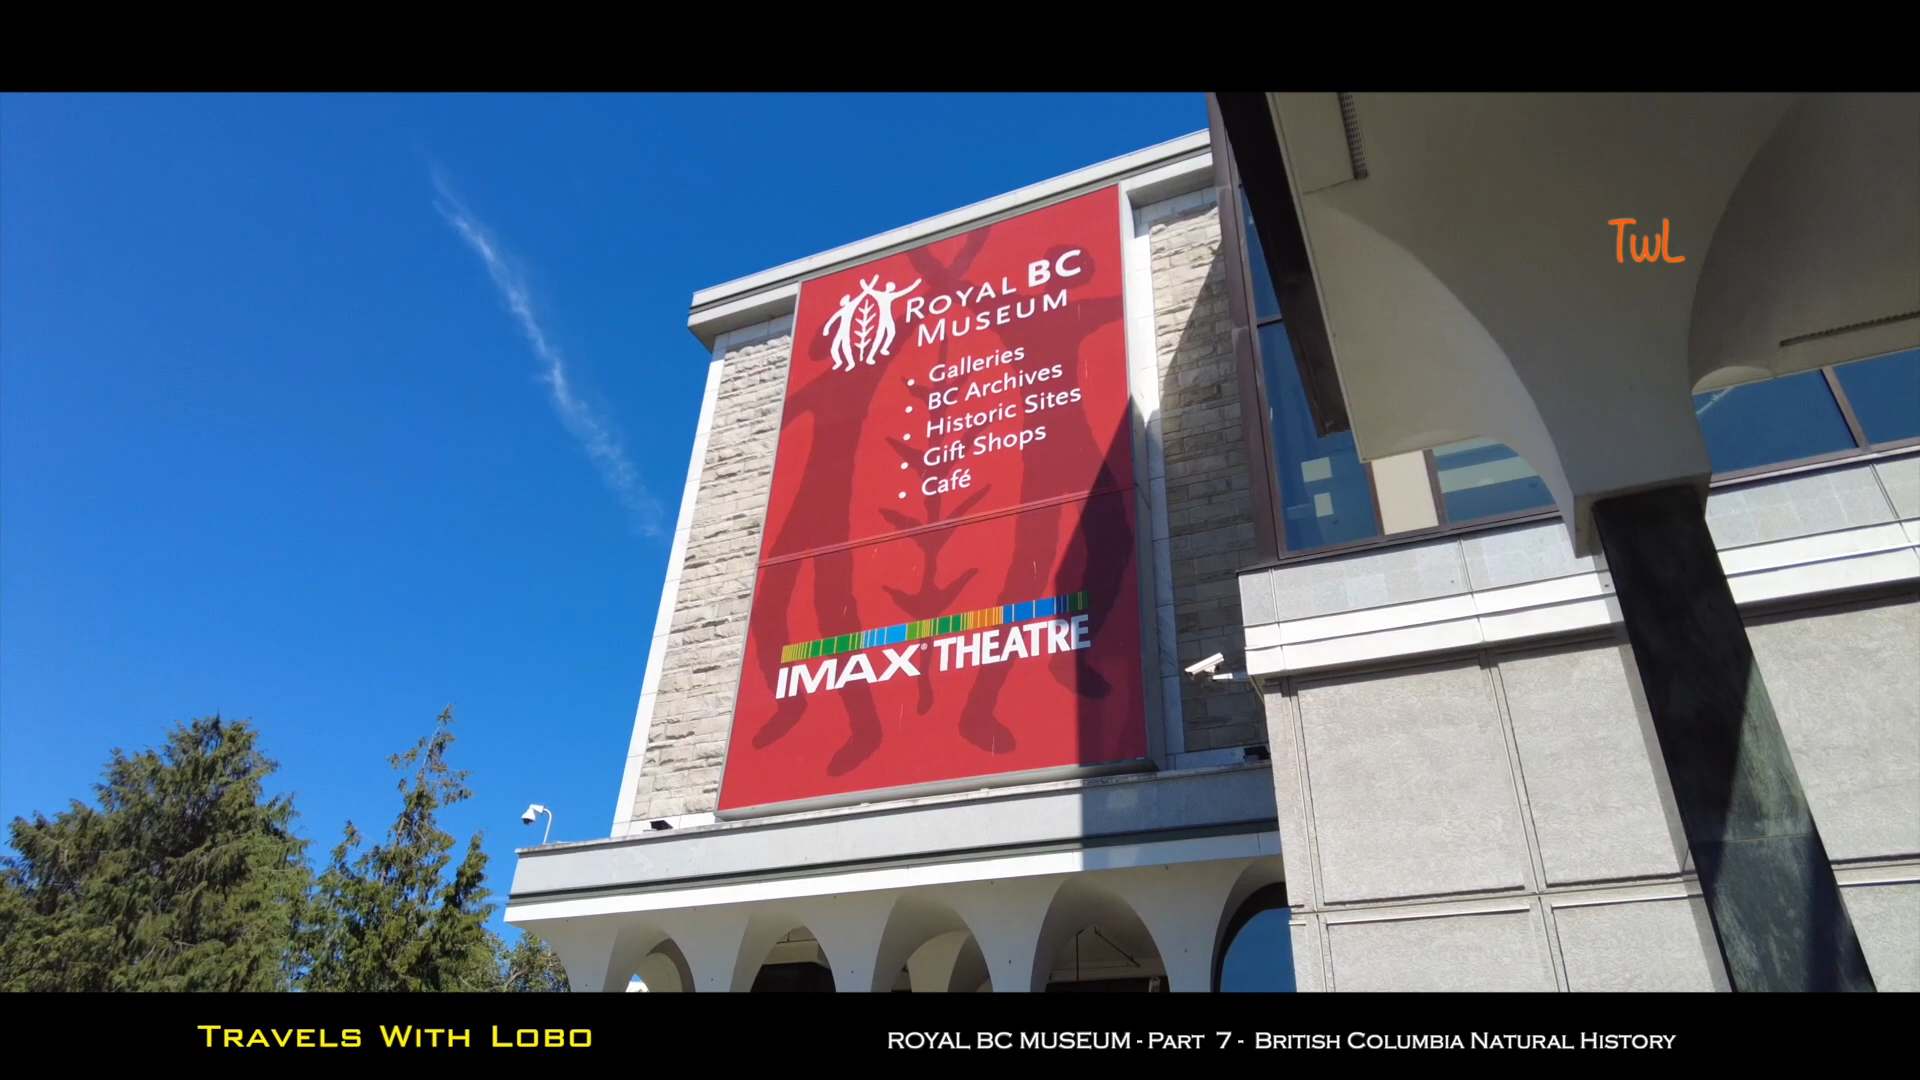 TwL
ROYAL BC
MUSEUM
• Galleries
• BC Archives
• Historic Sites
• Gift Shops
• Café
IMAX® THEATRE
TRAVELS WITH LOBO
ROYAL BC MUSEUM - PART 7 - BRITISH COLUMBIA NATURAL HISTORY